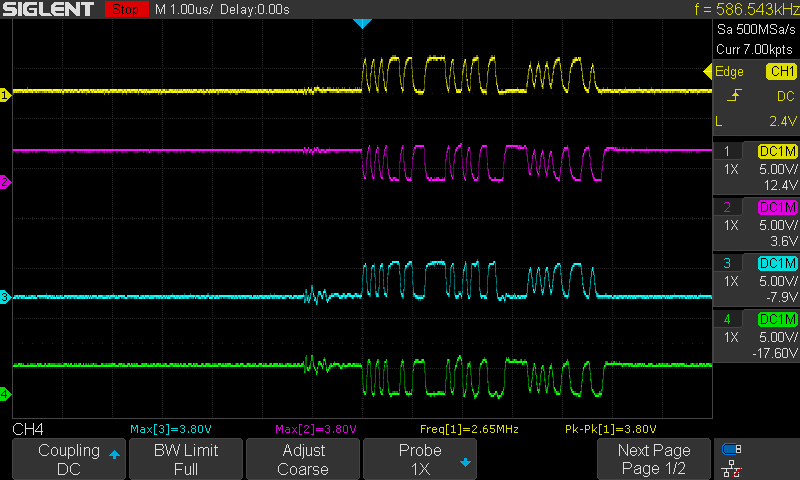 SIGLENT Stop M 1.00us/ Delay:0.00s f = 586.543kHz
Sa 500MSa/s
Curr 7.00kpts
Edge CH1
DC
L 2.4V
1 DC1M
1X 5.00V/
12.4V
2 DC1M
1X 5.00V/
3.6V
3 DC1M
1X 5.00V/
-7.9V
4 DC1M
1X 5.00V/
-17.60V
1
2
3
4
CH4 Max[3]=3.80V Max[2]=3.80V Freq[1]=2.65MHz Pk-Pk[1]=3.80V
Coupling
DC
BW Limit
Full
Adjust
Coarse
Probe
1X
Next Page
Page 1/2